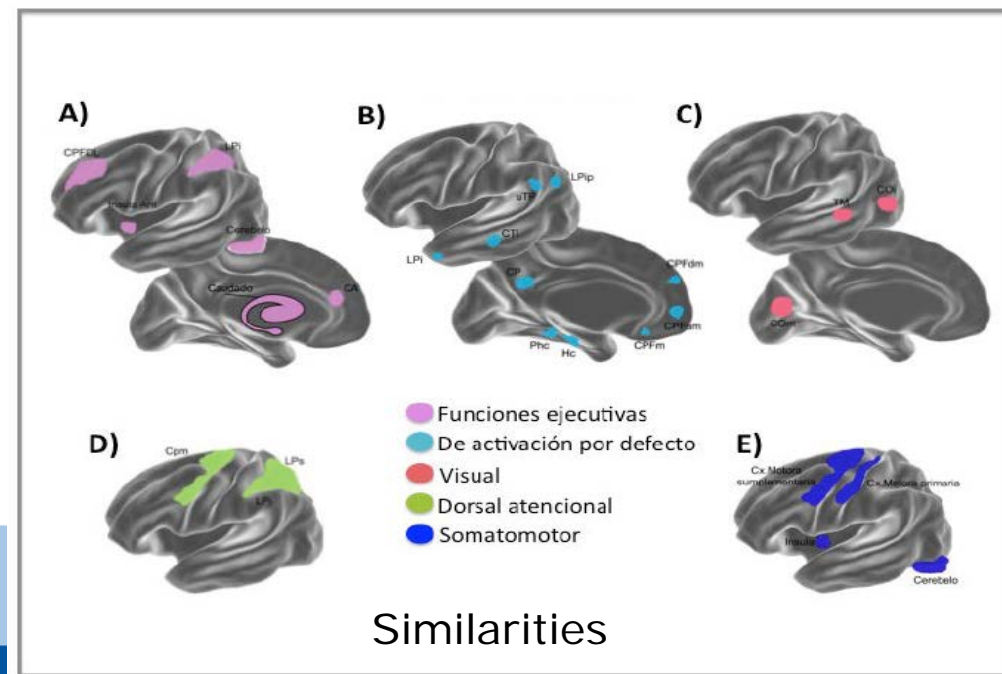 A)
CPFDL
LPi
Insula Ant
Cerebelo
Caudado
CA
B)
LPip
uTP
CTi
LPi
CP
CPFdm
CPFam
Phc
Hc
CPFm
C)
TM
COl
COm
Funciones ejecutivas
De activación por defecto
Visual
Dorsal atencional
Somatomotor
D)
Cpm
LPs
LPi
E)
Cx.Motora
sumplementaria
Cx.Motora primaria
Insula
Cerebelo
Similarities